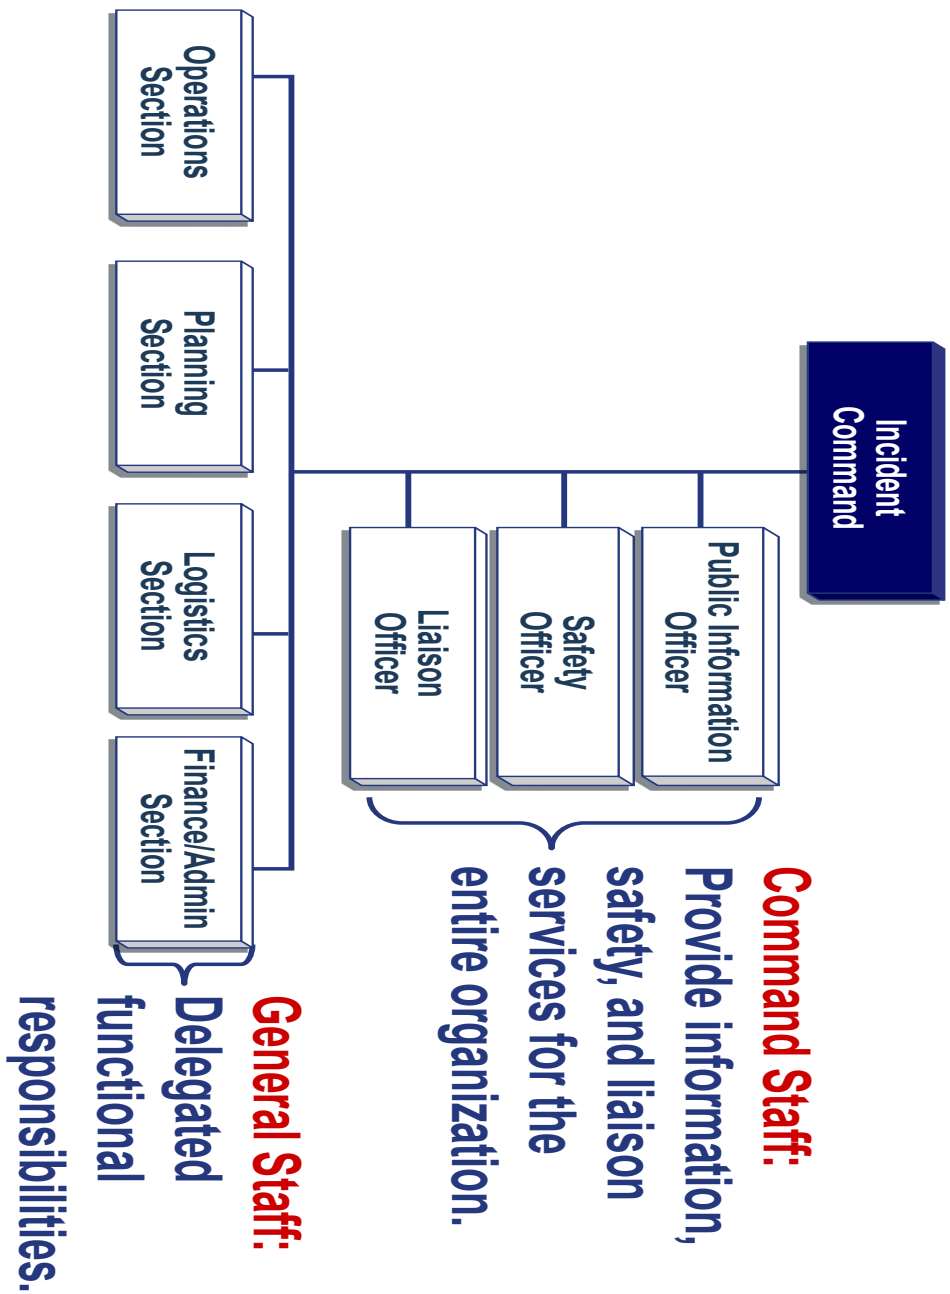 Incident
Command
Public Information
Officer
Safety
Officer
Liaison
Officer
Command Staff:
Provide information,
safety, and liaison
services for the
entire organization.
Operations
Section
Planning
Section
Logistics
Section
Finance/Admin
Section
General Staff:
Delegated
functional
responsibilities.